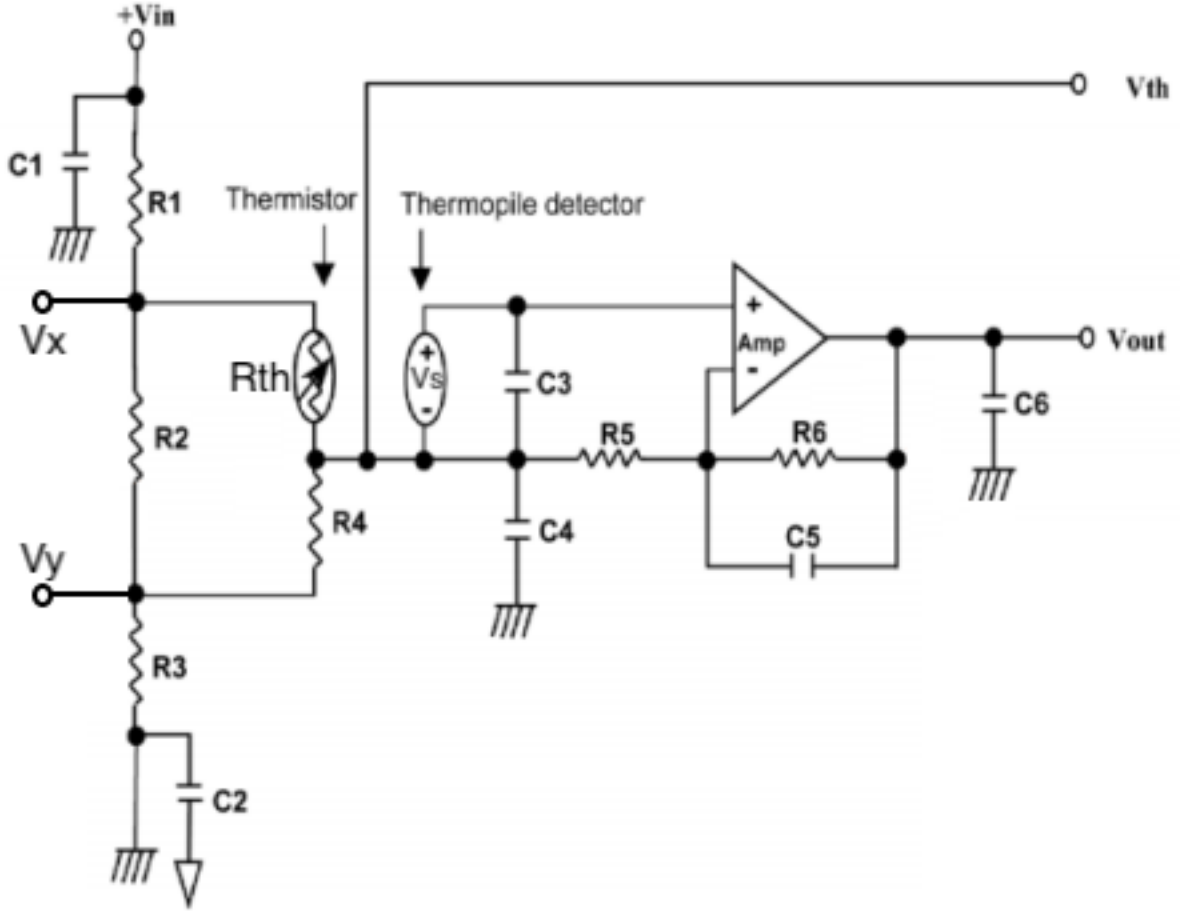 +Vin
Vth
C1
R1
Thermistor
Thermopile detector
Vx
+
Amp
-
Vout
Rth
+
Vs
-
C3
C6
R2
R5
R6
R4
C4
C5
Vy
R3
C2